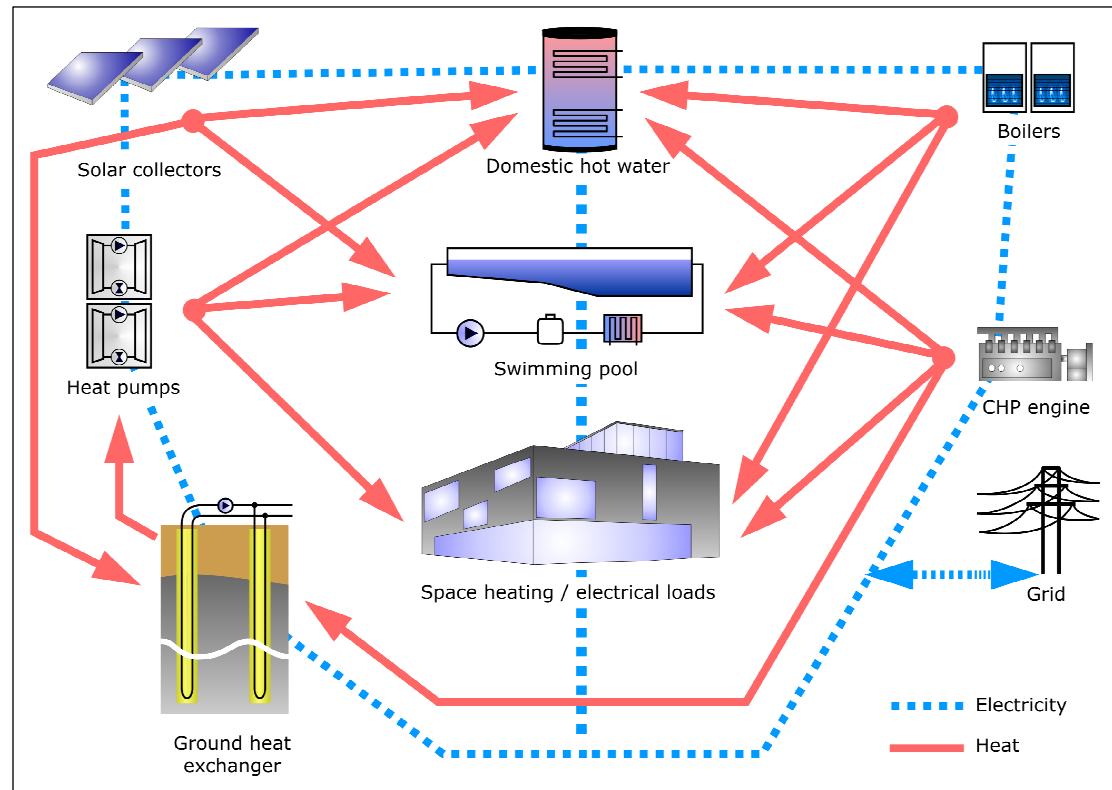 Solar collectors
Domestic hot water
Boilers
Heat pumps
Swimming pool
CHP engine
Space heating / electrical loads
Grid
Ground heat
exchanger
Electricity
Heat